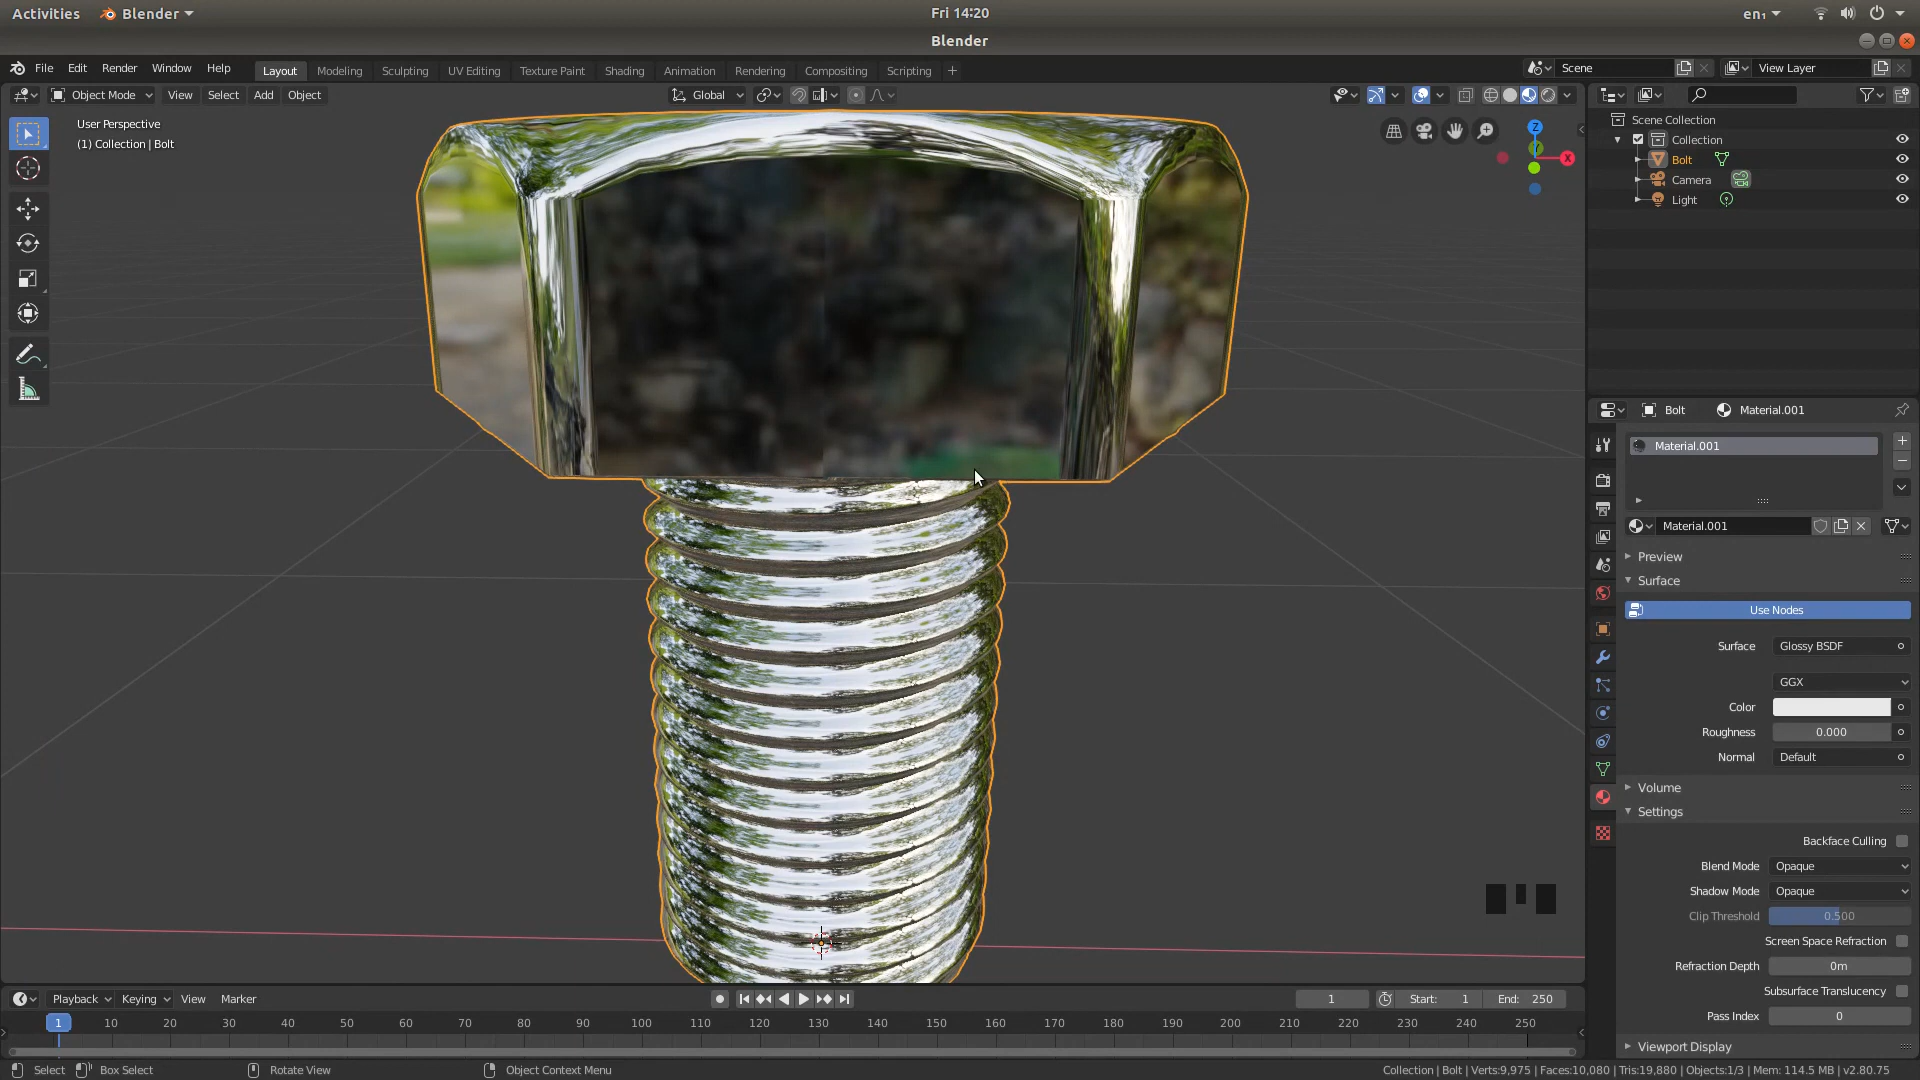 Activities Blender Fri 14:20 en₁
Blender
File Edit Render Window Help Layout Modeling Sculpting UV Editing Texture Paint Shading Animation Rendering Compositing Scripting + Scene View Layer
Object Mode View Select Add Object Global
User Perspective
(1) Collection | Bolt
Z
X
Scene Collection
Collection
Bolt
Camera
Light
Bolt Material.001
Material.001
Material.001
Preview
Surface
Use Nodes
Surface Glossy BSDF
GGX
Color
Roughness 0.000
Normal Default
Volume
Settings
Backface Culling
Blend Mode Opaque
Shadow Mode Opaque
Clip Threshold 0.500
Screen Space Refraction
Refraction Depth 0m
Subsurface Translucency
Pass Index 0
Viewport Display
Playback Keying View Marker 1 Start: 1 End: 250
1 10 20 30 40 50 60 70 80 90 100 110 120 130 140 150 160 170 180 190 200 210 220 230 240 250
Select Box Select Rotate View Object Context Menu Collection | Bolt | Verts:9,975 | Faces:10,080 | Tris:19,880 | Objects:1/3 | Mem: 114.5 MB | v2.80.75